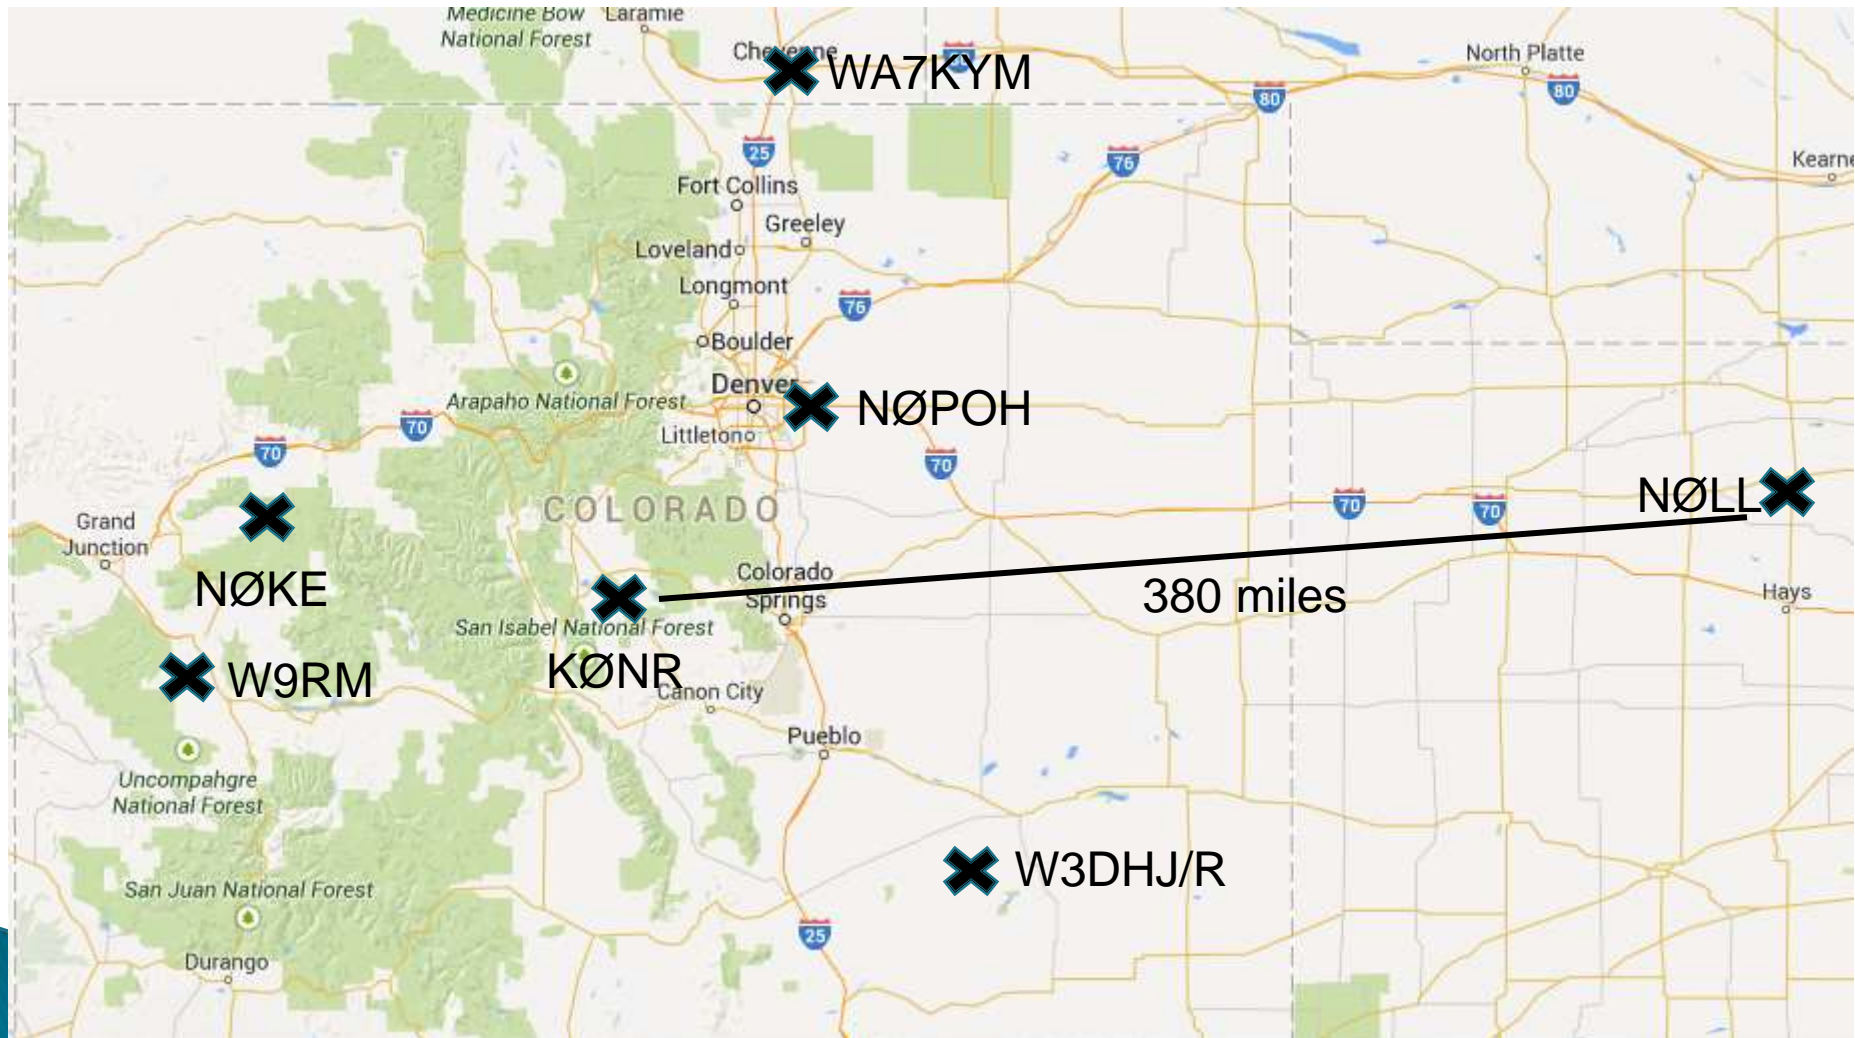 Medicine Bow
National Forest
Laramie
Cheyenne
WA7KYM
80
North Platte
80
80
Kearne
25
76
Fort Collins
Greeley
Loveland
Longmont
76
Boulder
Denver
Arapaho National Forest
NØPOH
70
Littleton
70
70
COLORADO
70
70
NØLL
Grand
Junction
NØKE
Colorado
Springs
380 miles
Hays
San Isabel National Forest
KØNR
W9RM
Canon City
Pueblo
Uncompahgre
National Forest
W3DHJ/R
San Juan National Forest
25
Durango